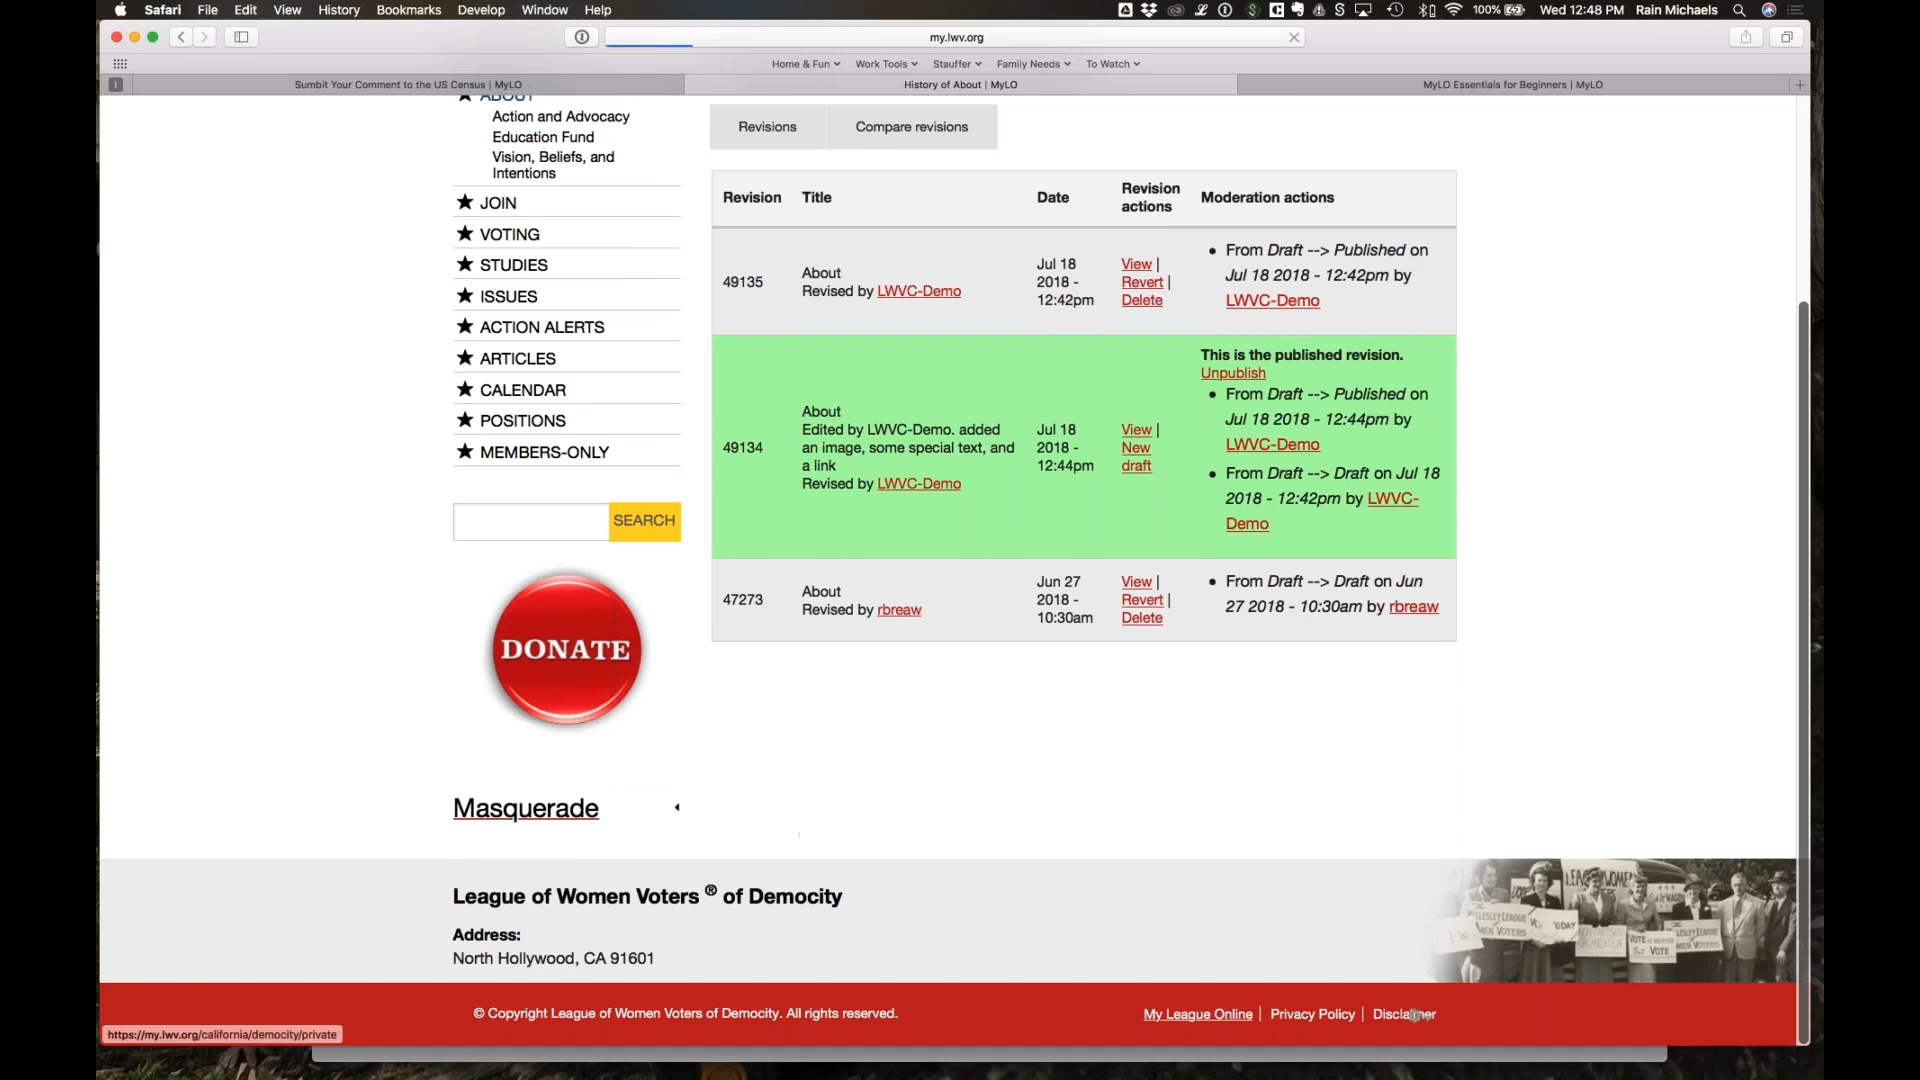 Safari File Edit View History Bookmarks Develop Window Help 100% Wed 12:48 PM Rain Michaels
my.lwv.org
Home & Fun Work Tools Stauffer Family Needs To Watch
Sumbit Your Comment to the US Census | MyLO
History of About | MyLO
MyLO Essentials for Beginners | MyLO
ABOUT
Action and Advocacy
Education Fund
Vision, Beliefs, and
Intentions
JOIN
VOTING
STUDIES
ISSUES
ACTION ALERTS
ARTICLES
CALENDAR
POSITIONS
MEMBERS-ONLY
SEARCH
DONATE
Masquerade
Revisions Compare revisions
Revision Title Date Revision actions Moderation actions
49135
About
Revised by LWVC-Demo
Jul 18
2018 -
12:42pm
View |
Revert |
Delete
From Draft --> Published on
Jul 18 2018 - 12:42pm by
LWVC-Demo
49134
About
Edited by LWVC-Demo. added
an image, some special text, and
a link
Revised by LWVC-Demo
Jul 18
2018 -
12:44pm
View |
New
draft
This is the published revision.
Unpublish
From Draft --> Published on
Jul 18 2018 - 12:44pm by
LWVC-Demo
From Draft --> Draft on Jul 18
2018 - 12:42pm by LWVC-
Demo
47273
About
Revised by rbreaw
Jun 27
2018 -
10:30am
View |
Revert |
Delete
From Draft --> Draft on Jun
27 2018 - 10:30am by rbreaw
League of Women Voters ® of Democity
Address:
North Hollywood, CA 91601
© Copyright League of Women Voters of Democity. All rights reserved.
My League Online | Privacy Policy | Disclaimer
https://my.lwv.org/california/democity/private